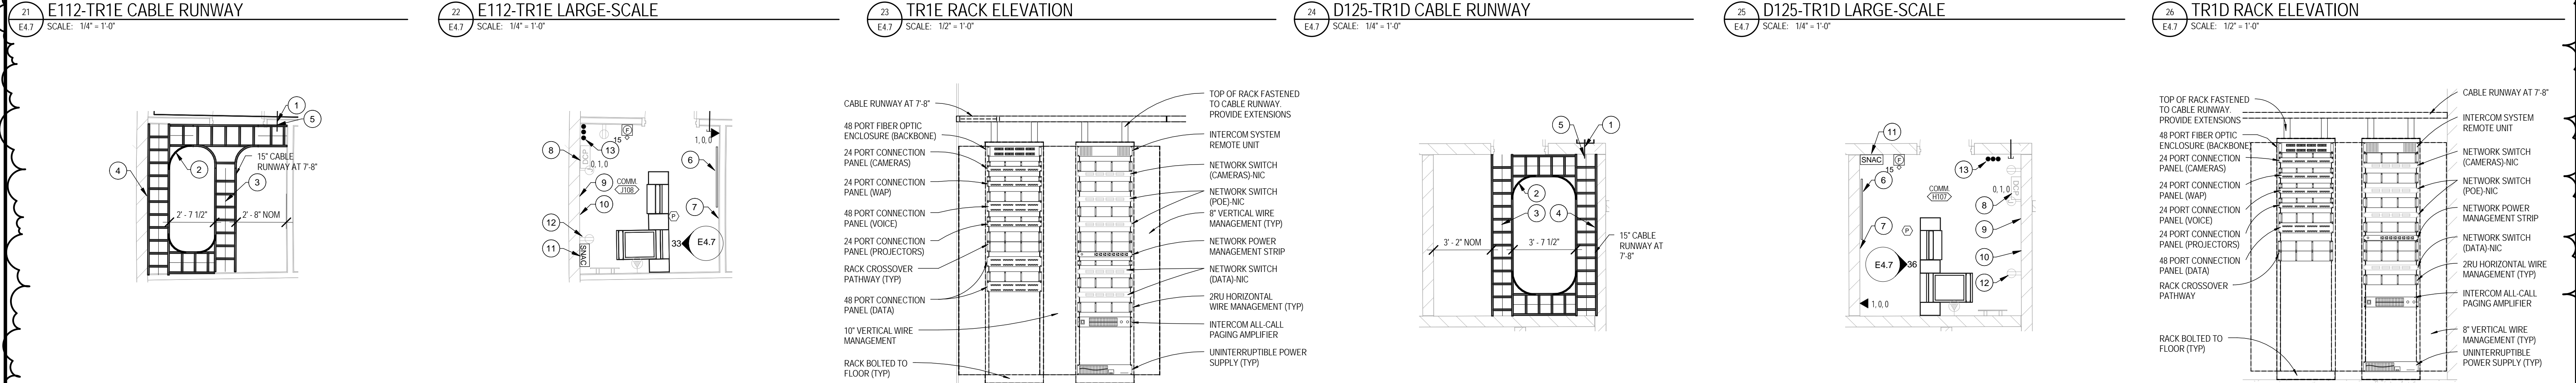 21
E4.7
E112-TR1E CABLE RUNWAY
SCALE: 1/4" = 1'-0"
1
5
4
2
15" CABLE
RUNWAY AT 7'-8"
3
2' - 7 1/2"
2' - 8" NOM
22
E4.7
E112-TR1E LARGE-SCALE
SCALE: 1/4" = 1'-0"
F
15
1, 0, 0
8
DCP
13
0, 1, 0
6
9
COMM.
J108
10
7
P
12
11
SNAC
33
E4.7
23
E4.7
TR1E RACK ELEVATION
SCALE: 1/2" = 1'-0"
CABLE RUNWAY AT 7'-8"
48 PORT FIBER OPTIC
ENCLOSURE (BACKBONE)
24 PORT CONNECTION
PANEL (CAMERAS)
24 PORT CONNECTION
PANEL (WAP)
48 PORT CONNECTION
PANEL (VOICE)
24 PORT CONNECTION
PANEL (PROJECTORS)
RACK CROSSOVER
PATHWAY (TYP)
48 PORT CONNECTION
PANEL (DATA)
10" VERTICAL WIRE
MANAGEMENT
RACK BOLTED TO
FLOOR (TYP)
TOP OF RACK FASTENED
TO CABLE RUNWAY.
PROVIDE EXTENSIONS
INTERCOM SYSTEM
REMOTE UNIT
NETWORK SWITCH
(CAMERAS)-NIC
NETWORK SWITCH
(POE)-NIC
8" VERTICAL WIRE
MANAGEMENT (TYP)
NETWORK POWER
MANAGEMENT STRIP
NETWORK SWITCH
(DATA)-NIC
2RU HORIZONTAL
WIRE MANAGEMENT (TYP)
INTERCOM ALL-CALL
PAGING AMPLIFIER
UNINTERRUPTIBLE POWER
SUPPLY (TYP)
24
E4.7
D125-TR1D CABLE RUNWAY
SCALE: 1/4" = 1'-0"
5
1
2
3
4
3' - 2" NOM
3' - 7 1/2"
15" CABLE
RUNWAY AT
7'-8"
25
E4.7
D125-TR1D LARGE-SCALE
SCALE: 1/4" = 1'-0"
11
SNAC
F
15
13
6
COMM.
H107
0, 1, 0
DCP
8
7
P
9
E4.7
36
10
12
1, 0, 0
26
E4.7
TR1D RACK ELEVATION
SCALE: 1/2" = 1'-0"
TOP OF RACK FASTENED
TO CABLE RUNWAY.
PROVIDE EXTENSIONS
48 PORT FIBER OPTIC
ENCLOSURE (BACKBONE
24 PORT CONNECTION
PANEL (CAMERAS)
24 PORT CONNECTION
PANEL (WAP)
24 PORT CONNECTION
PANEL (VOICE)
24 PORT CONNECTION
PANEL (PROJECTORS)
48 PORT CONNECTION
PANEL (DATA)
RACK CROSSOVER
PATHWAY
RACK BOLTED TO
FLOOR (TYP)
CABLE RUNWAY AT 7'-8"
INTERCOM SYSTEM
REMOTE UNIT
NETWORK SWITCH
(CAMERAS)-NIC
NETWORK SWITCH
(POE)-NIC
NETWORK POWER
MANAGEMENT STRIP
NETWORK SWITCH
(DATA)-NIC
2RU HORIZONTAL WIRE
MANAGEMENT (TYP)
INTERCOM ALL-CALL
PAGING AMPLIFIER
8" VERTICAL WIRE
MANAGEMENT (TYP)
UNINTERRUPTIBLE
POWER SUPPLY (TYP)